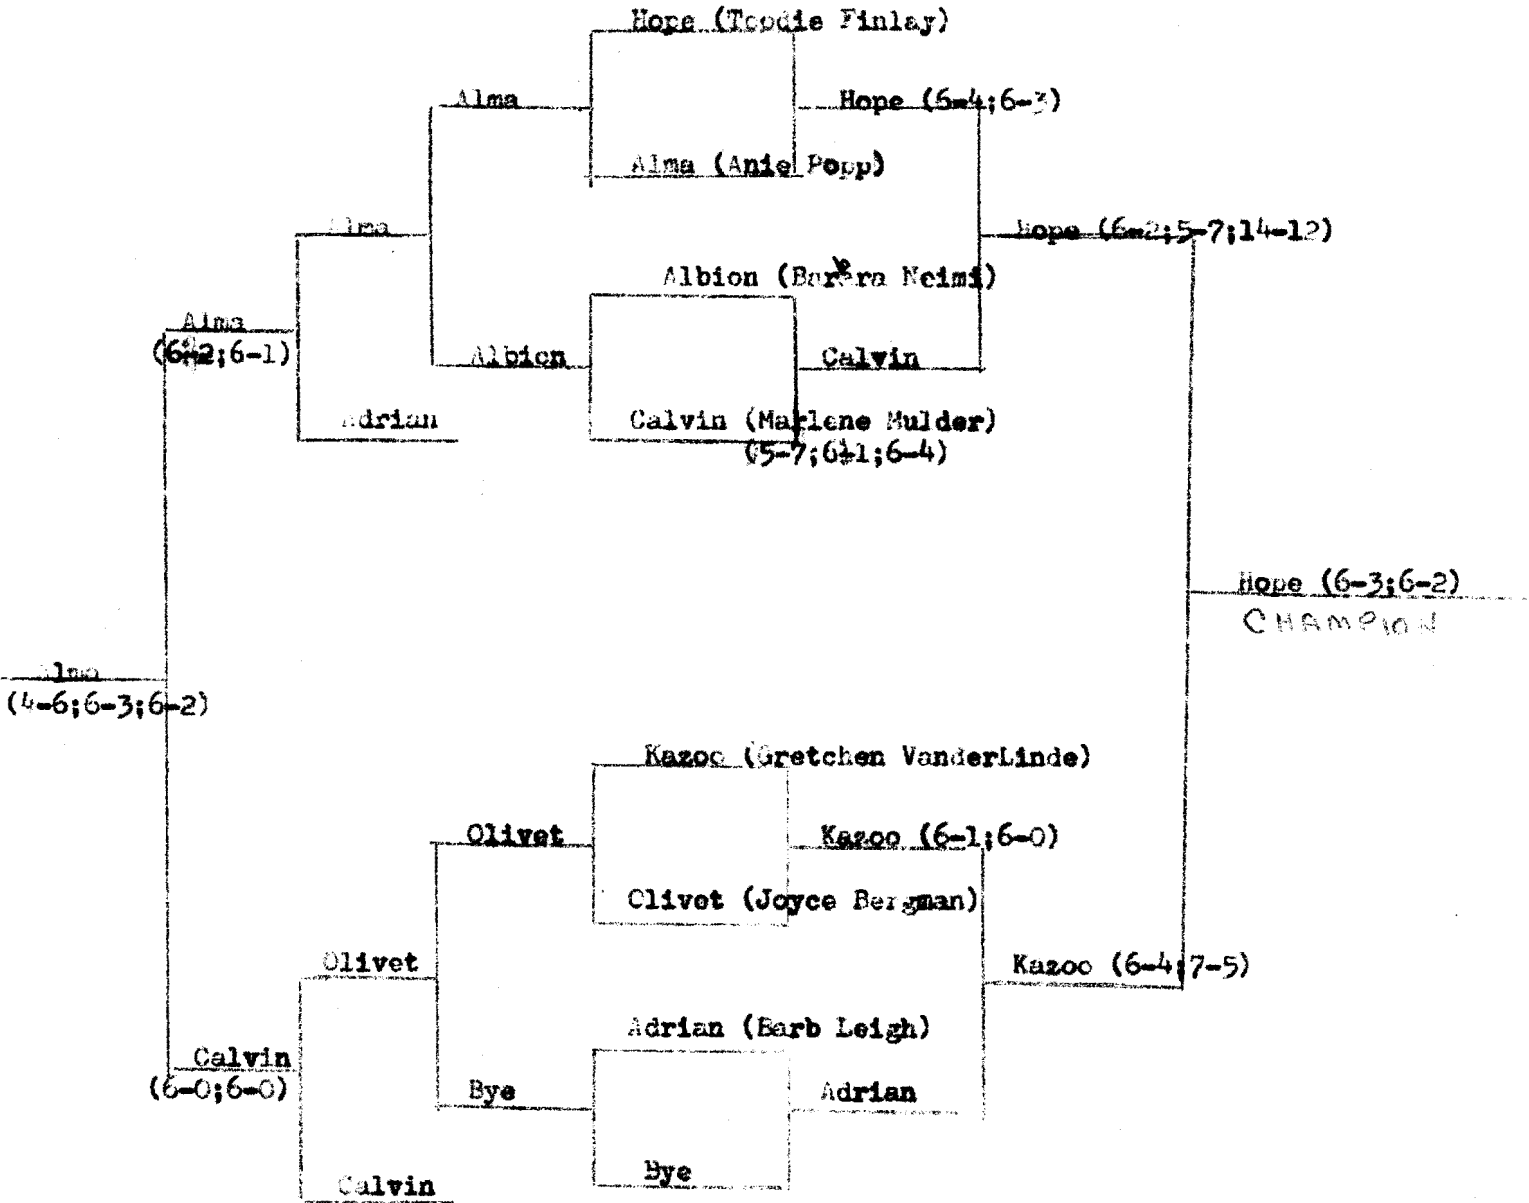 Hope (Toodie Finlay)
Alma
Hope (6-4;6-3)
Alma (Anie Popp)
Alma
Hope (6-2;5-7;14-12)
Albion (Barbara Neimi)
Alma
(6-2;6-1)
Albion
Calvin
Adrian
Calvin (Marlene Mulder)
(5-7;6-1;6-4)
Hope (6-3;6-2)
CHAMPION
Alma
(4-6;6-3;6-2)
Kazoo (Gretchen VanderLinde)
Olivet
Kazoo (6-1;6-0)
Olivet (Joyce Bergman)
Olivet
Kazoo (6-4;7-5)
Adrian (Barb Leigh)
Calvin
(6-0;6-0)
Bye
Adrian
Bye
Calvin